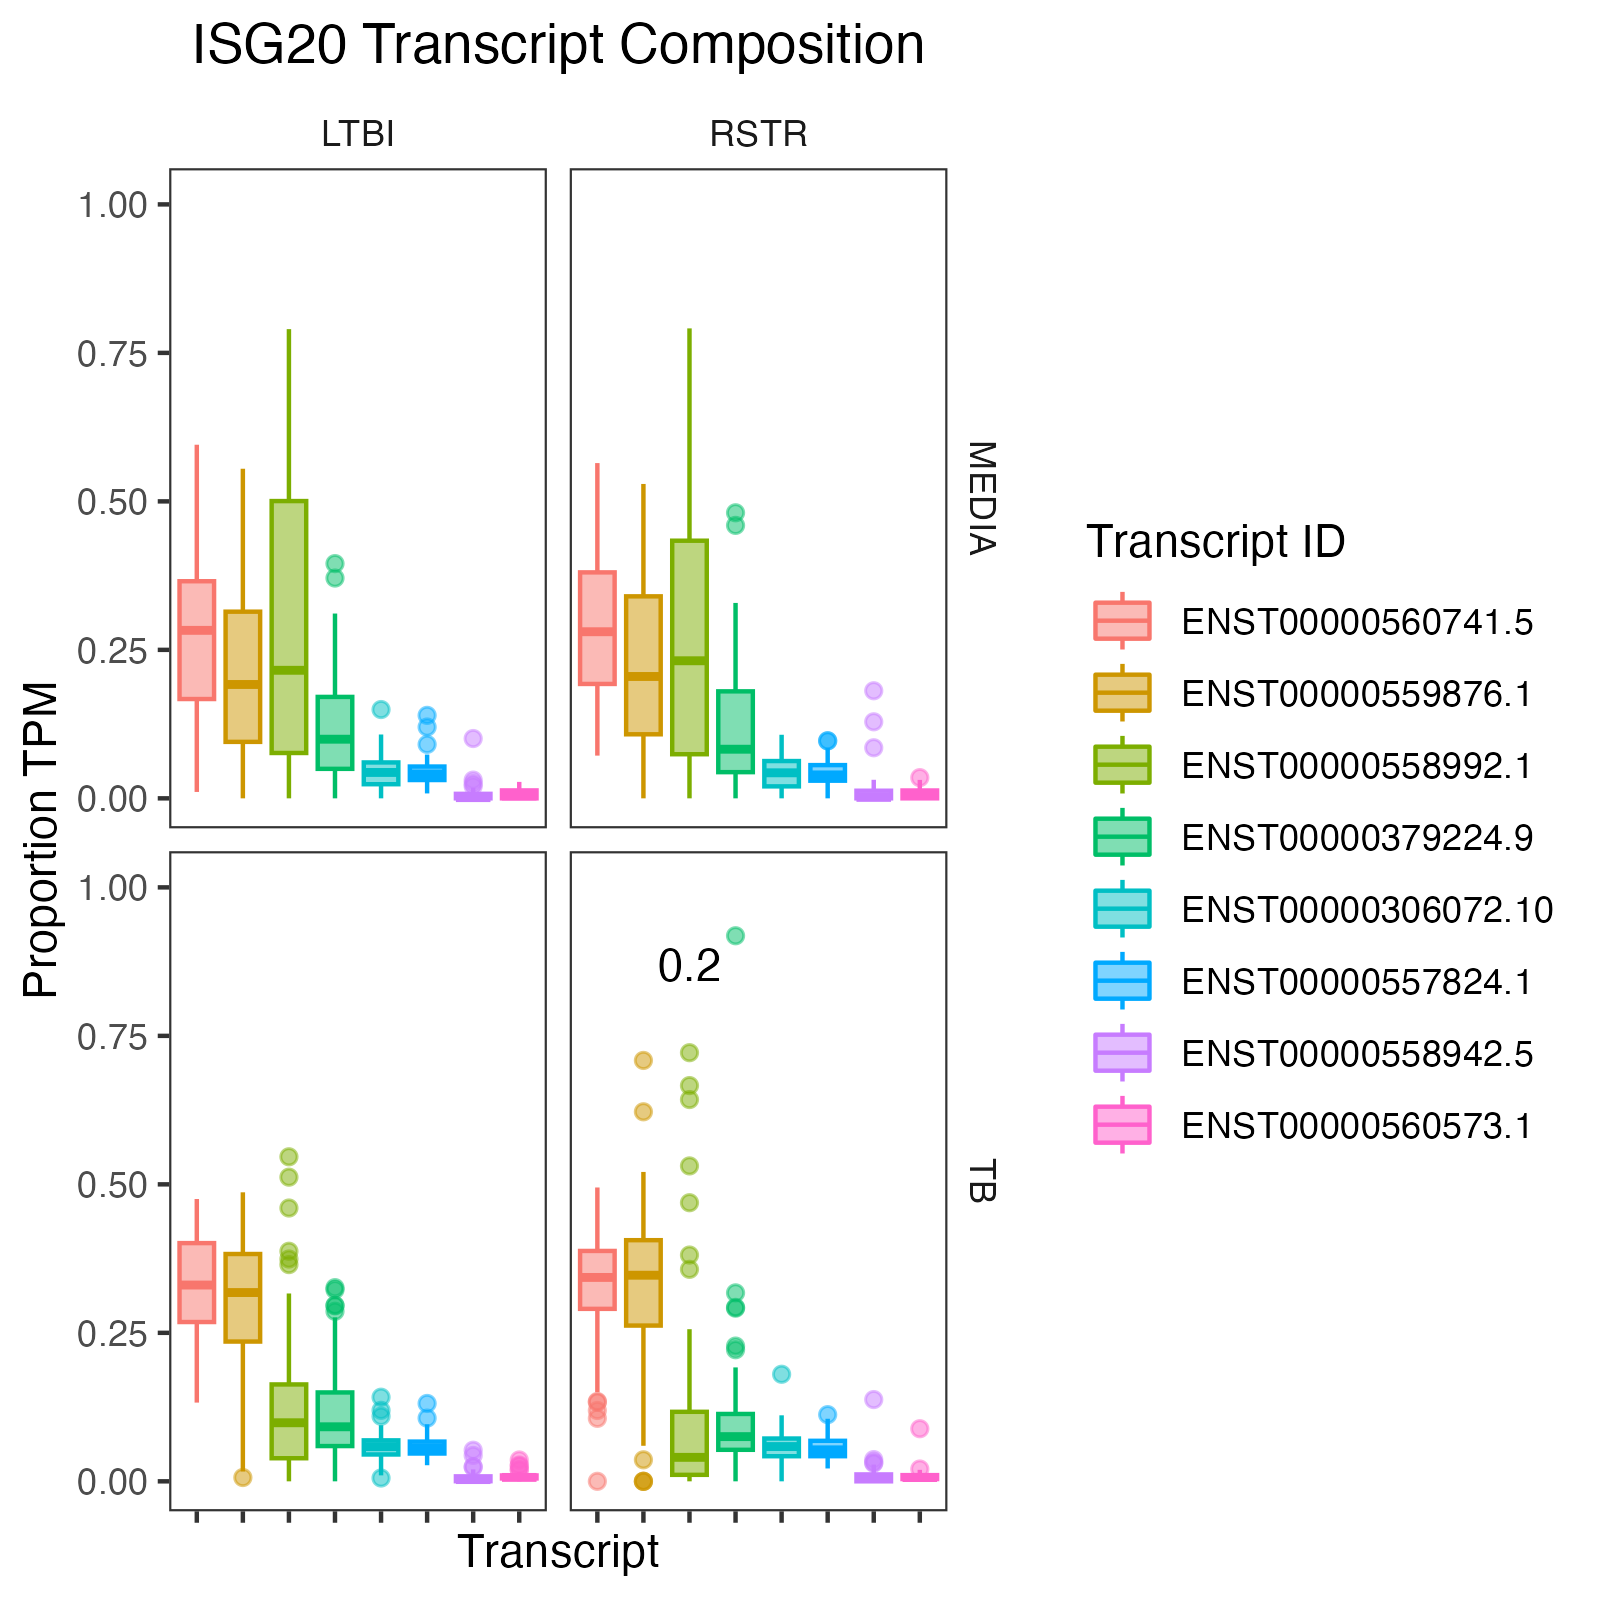 ISG20 Transcript Composition
LTBI
RSTR
MEDIA
TB
Proportion TPM
1.00
0.75
0.50
0.25
0.00
1.00
0.75
0.50
0.25
0.00
0.2
Transcript
Transcript ID
ENST00000560741.5
ENST00000559876.1
ENST00000558992.1
ENST00000379224.9
ENST00000306072.10
ENST00000557824.1
ENST00000558942.5
ENST00000560573.1